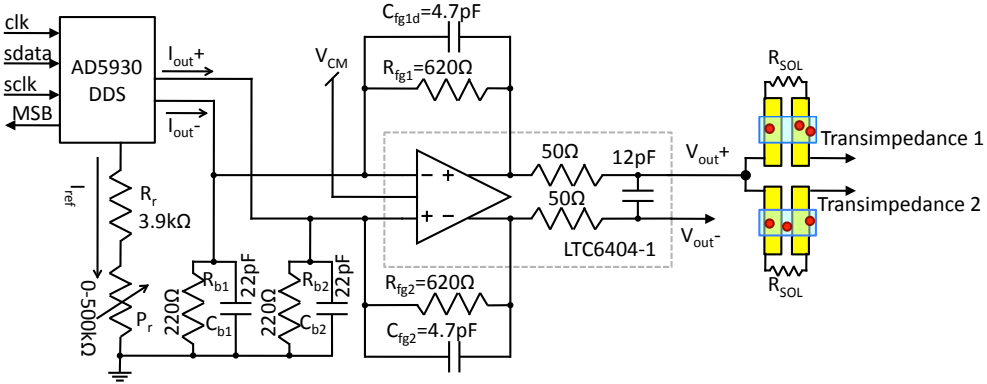 clk
sdata
sclk
MSB
AD5930
DDS
Iout+
Iout-
Iref
Rr
3.9kΩ
0-500kΩ
Pr
VCM
Cfg1d=4.7pF
Rfg1=620Ω
220Ω
Rb1
Cb1
22pF
220Ω
Rb2
Cb2
22pF
− +
+ −
50Ω
50Ω
12pF
LTC6404-1
Rfg2=620Ω
Cfg2=4.7pF
Vout+
Vout-
RSOL
Transimpedance 1
Transimpedance 2
RSOL